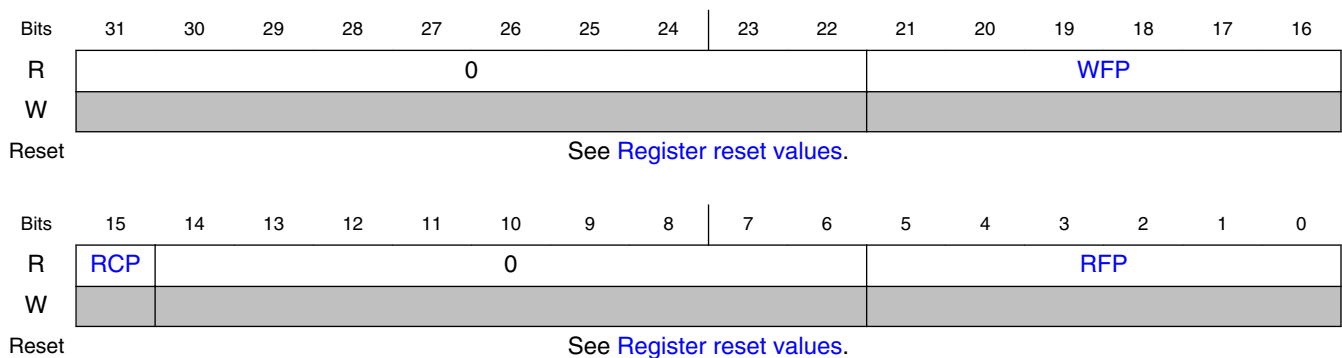 Bits 31 30 29 28 27 26 25 24 23 22 21 20 19 18 17 16
R 0 WFP
W
Reset See Register reset values.
Bits 15 14 13 12 11 10 9 8 7 6 5 4 3 2 1 0
R RCP 0 RFP
W
Reset See Register reset values.